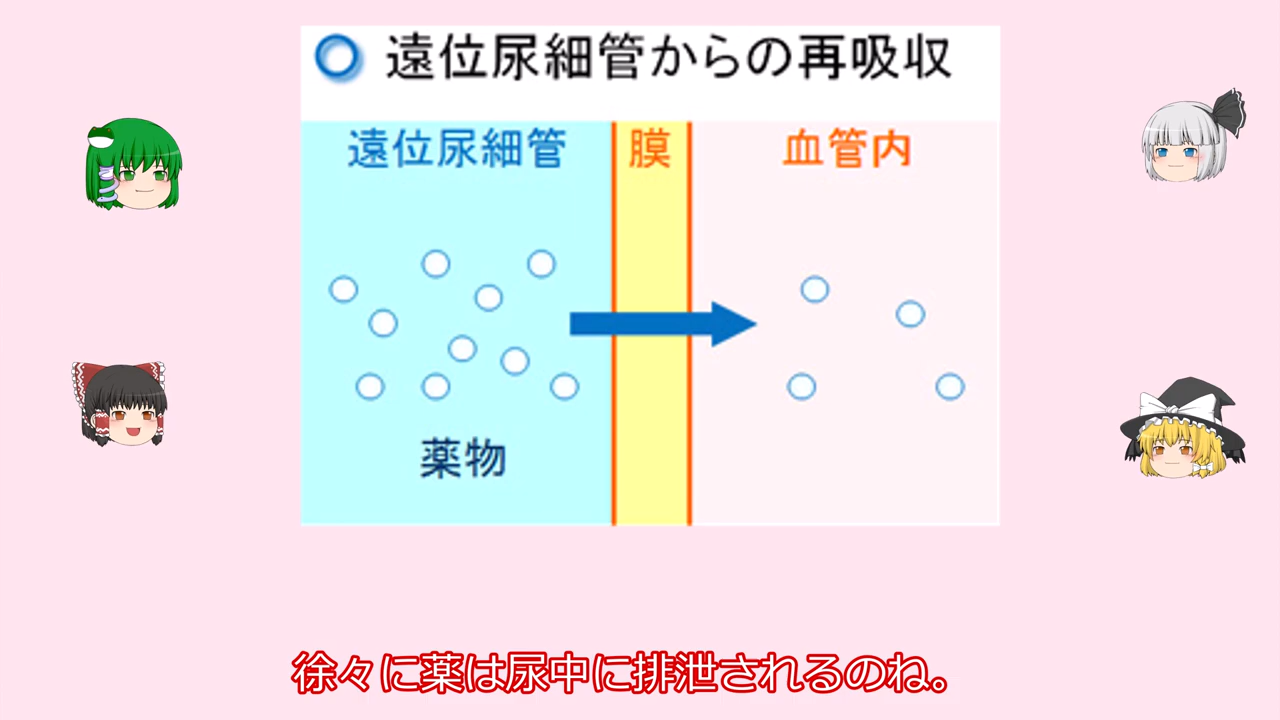 遠位尿細管からの再吸収
遠位尿細管
膜
血管内
薬物
徐々に薬は尿中に排泄されるのね。